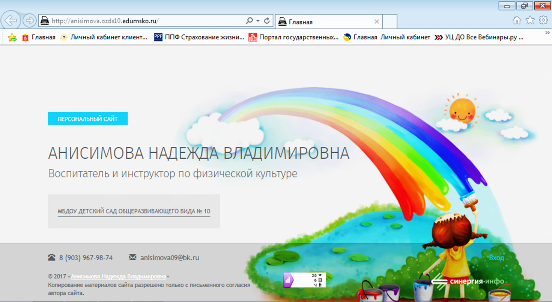 http://anisimova.ozds10.edumsko.ru/
Главная
Главная Личный кабинет клиент... ППФ Страхование жизни... Портал государственных... Главная Личный кабинет УЦ ДО Все Вебинары.ру ...
ПЕРСОНАЛЬНЫЙ САЙТ
АНИСИМОВА НАДЕЖДА ВЛАДИМИРОВНА
Воспитатель и инструктор по физической культуре
МБДОУ ДЕТСКИЙ САД ОБЩЕРАЗВИВАЮЩЕГО ВИДА № 10
8 (903) 967-98-74 anisimova09@bk.ru
Вход
© 2017 «Анисимова Надежда Владимировна»
Копирование материалов сайта разрешено только с письменного согласия
автора сайта.
синергия-инфо